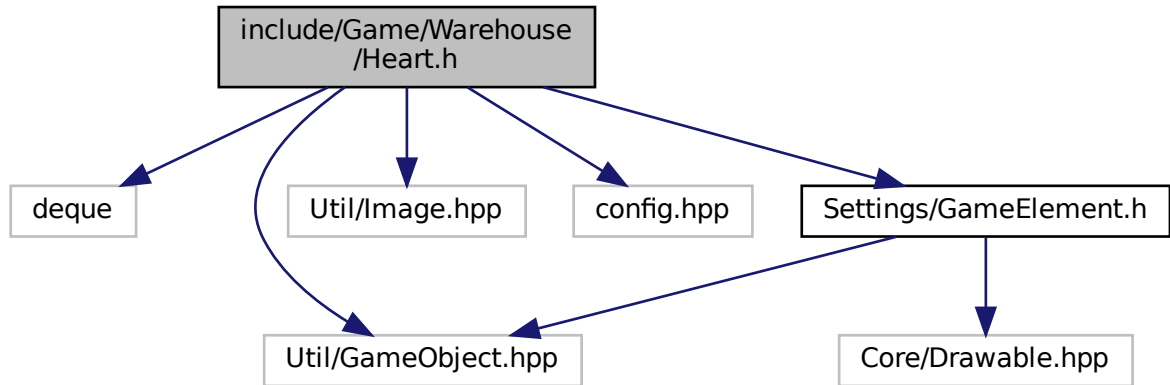 include/Game/Warehouse
/Heart.h
deque
Util/Image.hpp
config.hpp
Settings/GameElement.h
Util/GameObject.hpp
Core/Drawable.hpp